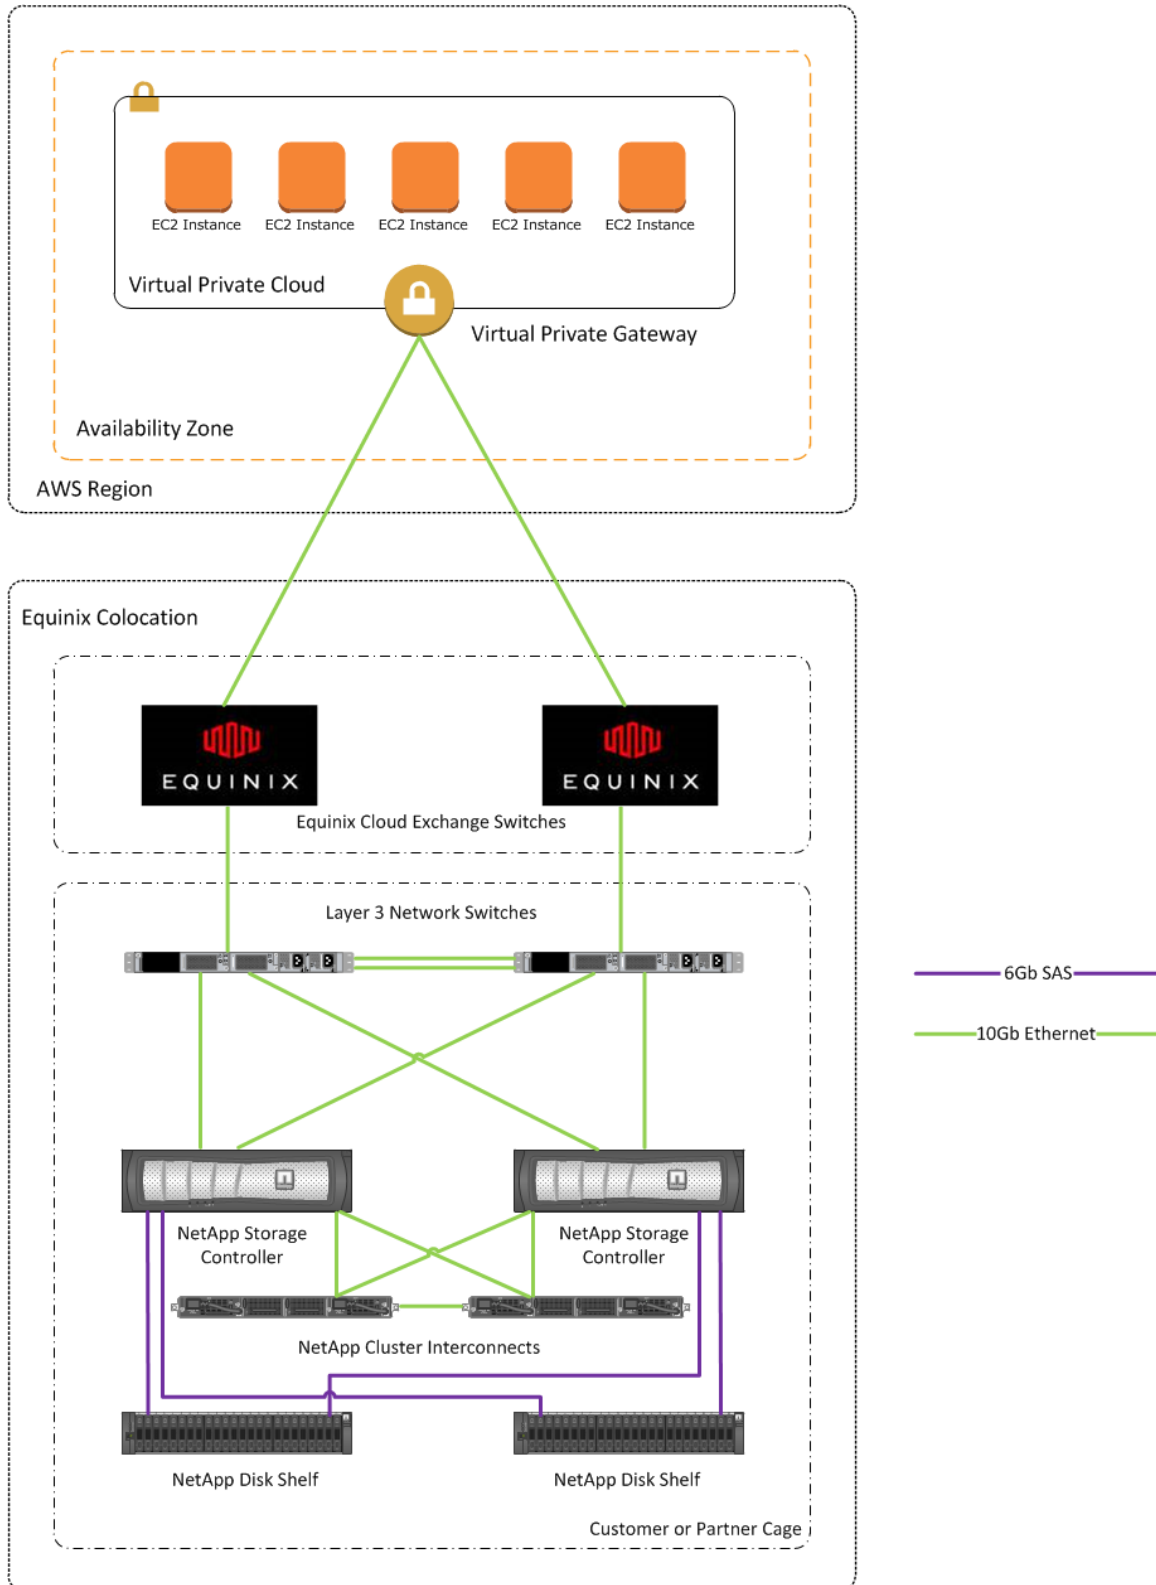 EC2 Instance
EC2 Instance
EC2 Instance
EC2 Instance
EC2 Instance
Virtual Private Cloud
Virtual Private Gateway
Availability Zone
AWS Region
Equinix Colocation
EQUINIX
EQUINIX
Equinix Cloud Exchange Switches
Layer 3 Network Switches
6Gb SAS
10Gb Ethernet
NetApp Storage
Controller
NetApp Storage
Controller
NetApp Cluster Interconnects
NetApp Disk Shelf
NetApp Disk Shelf
Customer or Partner Cage